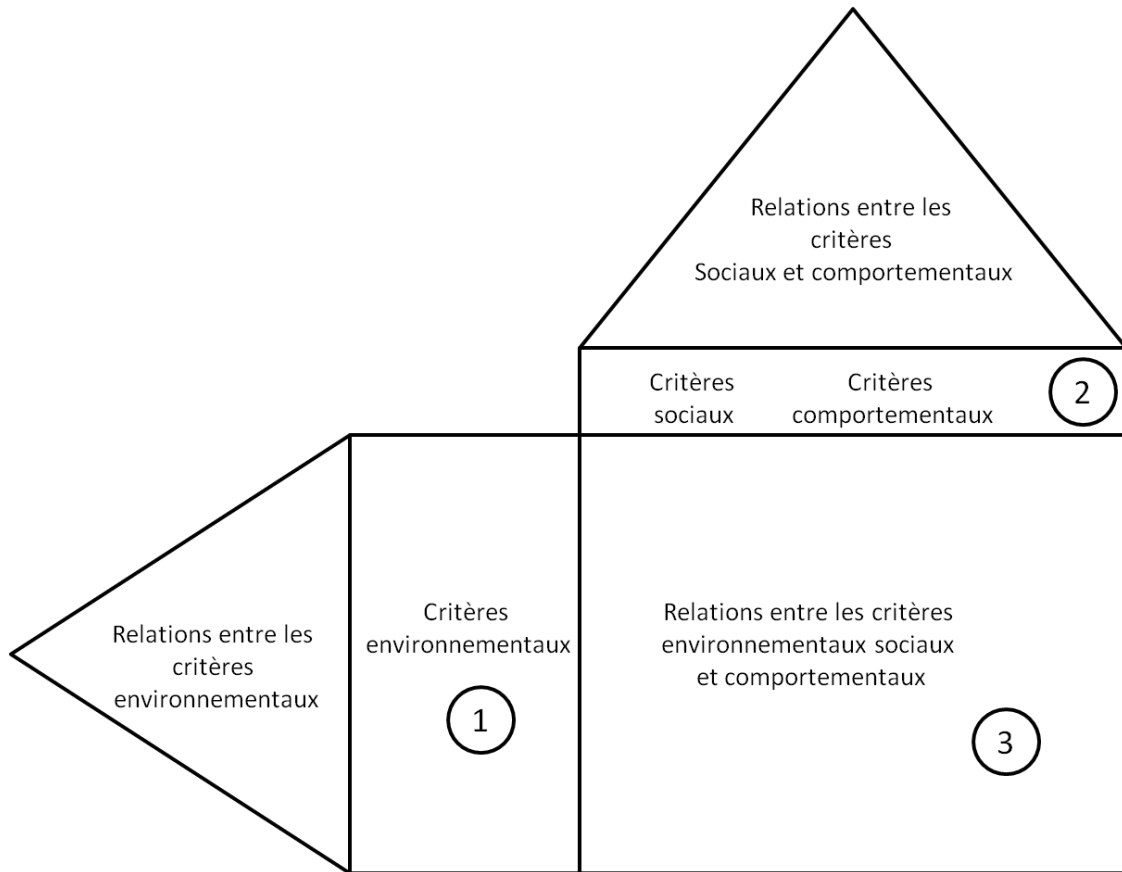 Relations entre les
critères
Sociaux et comportementaux
Critères
sociaux
Critères
comportementaux
2
Relations entre les
critères
environnementaux
Critères
environnementaux
1
Relations entre les critères
environnementaux sociaux
et comportementaux
3